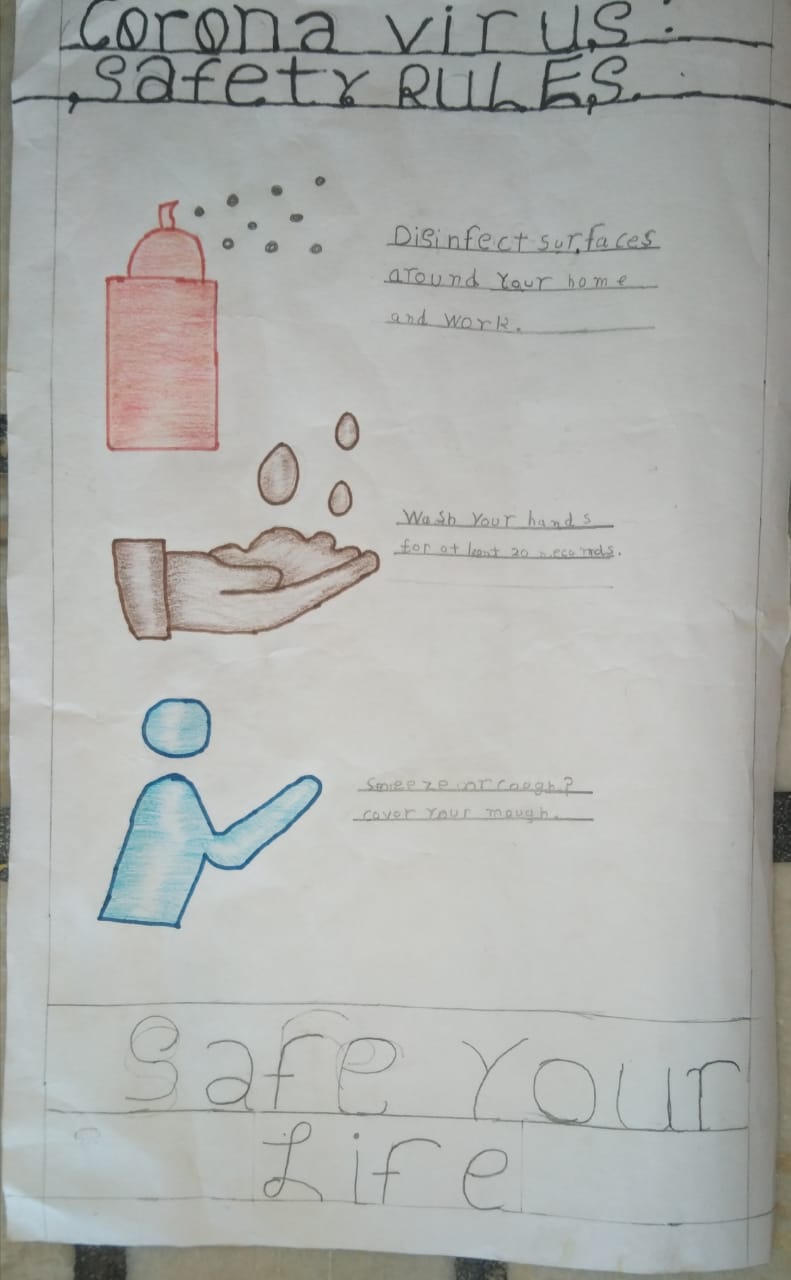 Corona virus:
Safety RULES.
Disinfect surfaces
around Your home
and work.
Wash Your hands
for at least 20 seconds.
Sneeze or cough?
cover Your mough.
Safe Your
Life